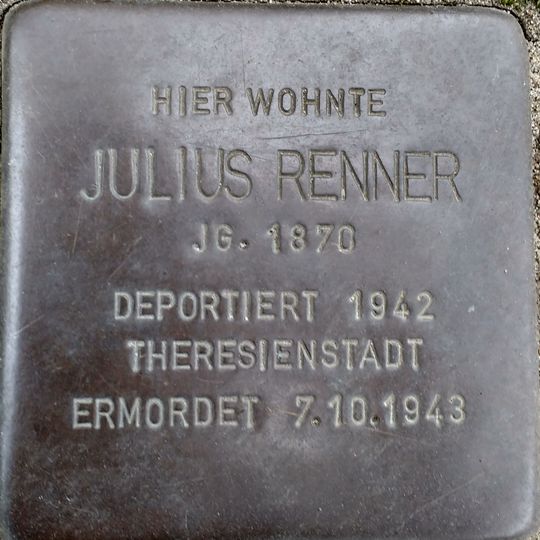 HIER WOHNTE
JULIUS RENNER
JG. 1870
DEPORTIERT 1942
THERESIENSTADT
ERMORDET 7.10.1943